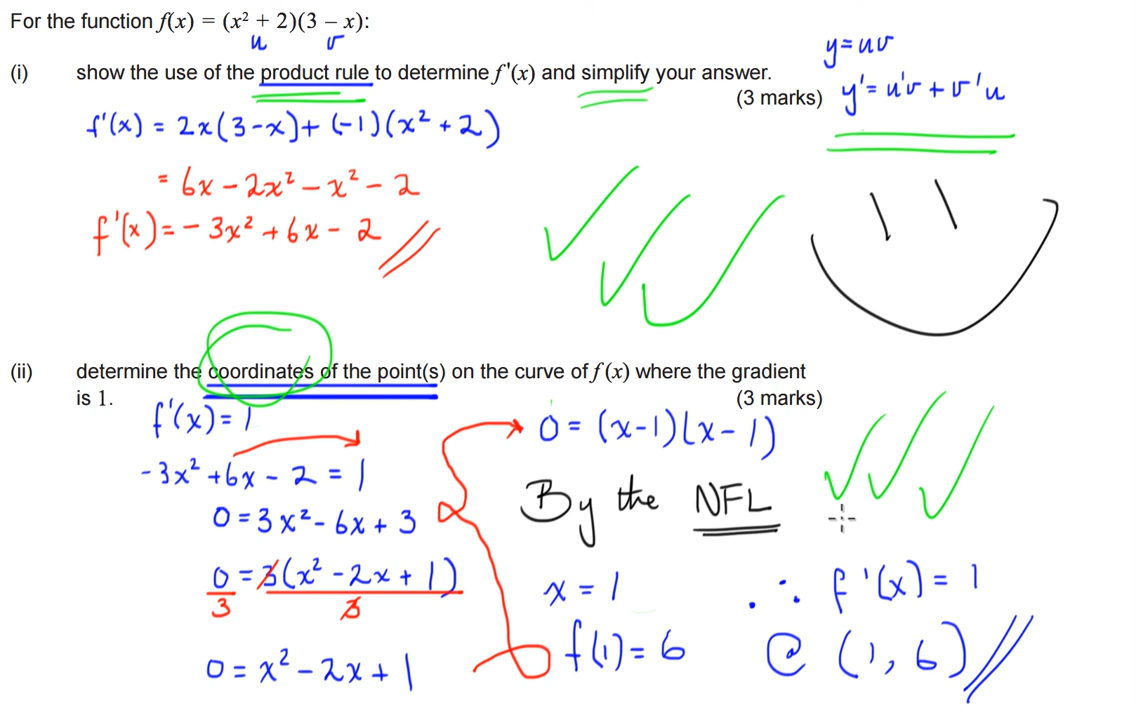 For the function f(x) = (x² + 2)(3 − x):
u v
y = uv
(i) show the use of the product rule to determine f'(x) and simplify your answer.
(3 marks)
y' = u'v + v'u
f'(x) = 2x(3-x) + (-1)(x² + 2)
= 6x - 2x² - x² - 2
f'(x) = - 3x² + 6x - 2
(ii) determine the coordinates of the point(s) on the curve of f(x) where the gradient
is 1.
(3 marks)
f'(x) = 1
-3x² + 6x - 2 = 1
0 = 3x² - 6x + 3
0 = 3(x² - 2x + 1)
3 3
0 = x² - 2x + 1
0 = (x-1)(x-1)
By the NFL
x = 1
f(1) = 6
∴ f'(x) = 1
@ (1, 6)